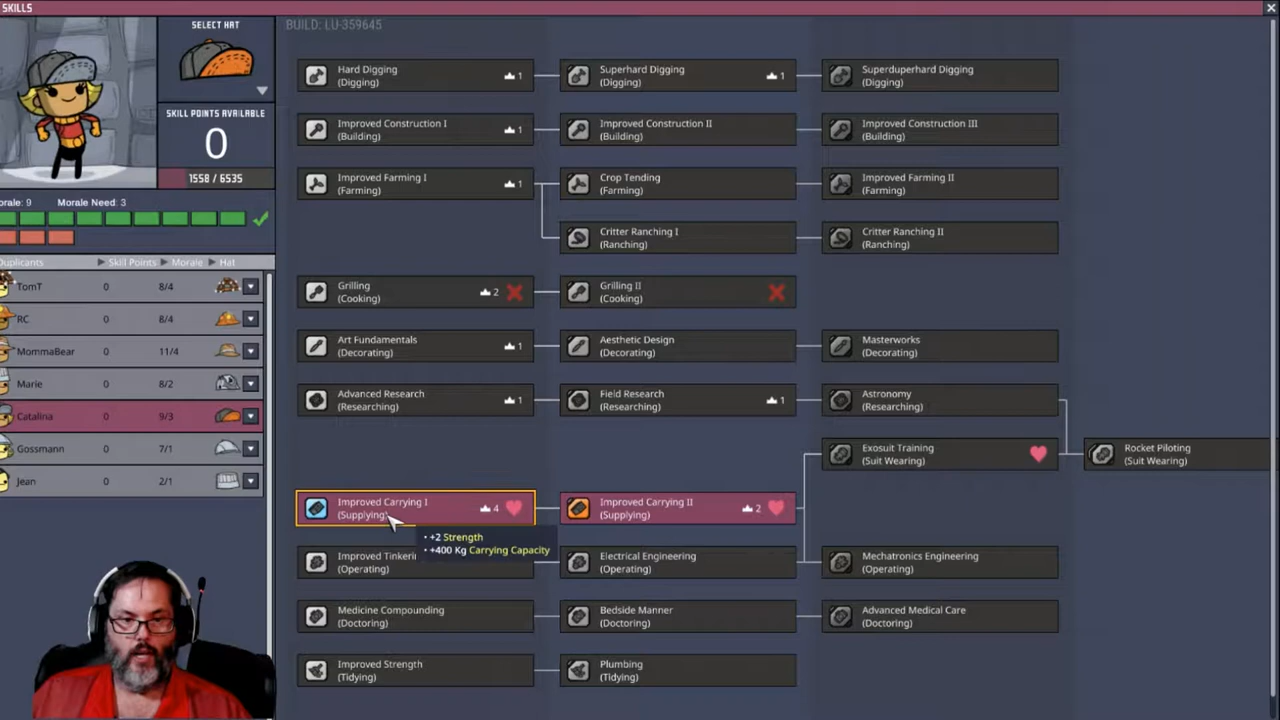 SKILLS
SELECT HAT
SKILL POINTS AVAILABLE
0
1558 / 6535
orale: 9 Morale Need: 3
Duplicants Skill Points Morale Hat
TomT 0 8/4
RC 0 8/4
MommaBear 0 11/4
Marie 0 8/2
Catalina 0 9/3
Gossmann 0 7/1
Jean 0 2/1
BUILD: LU-359645
Hard Digging
(Digging)
1
Superhard Digging
(Digging)
1
Superduperhard Digging
(Digging)
Improved Construction I
(Building)
1
Improved Construction II
(Building)
Improved Construction III
(Building)
Improved Farming I
(Farming)
1
Crop Tending
(Farming)
Improved Farming II
(Farming)
Critter Ranching I
(Ranching)
Critter Ranching II
(Ranching)
Grilling
(Cooking)
2
Grilling II
(Cooking)
Art Fundamentals
(Decorating)
1
Aesthetic Design
(Decorating)
Masterworks
(Decorating)
Advanced Research
(Researching)
1
Field Research
(Researching)
1
Astronomy
(Researching)
Exosuit Training
(Suit Wearing)
Rocket Piloting
(Suit Wearing)
Improved Carrying I
(Supplying)
4
Improved Carrying II
(Supplying)
2
• +2 Strength
• +400 Kg Carrying Capacity
Improved Tinkeri
(Operating)
Electrical Engineering
(Operating)
Mechatronics Engineering
(Operating)
Medicine Compounding
(Doctoring)
Bedside Manner
(Doctoring)
Advanced Medical Care
(Doctoring)
Improved Strength
(Tidying)
Plumbing
(Tidying)